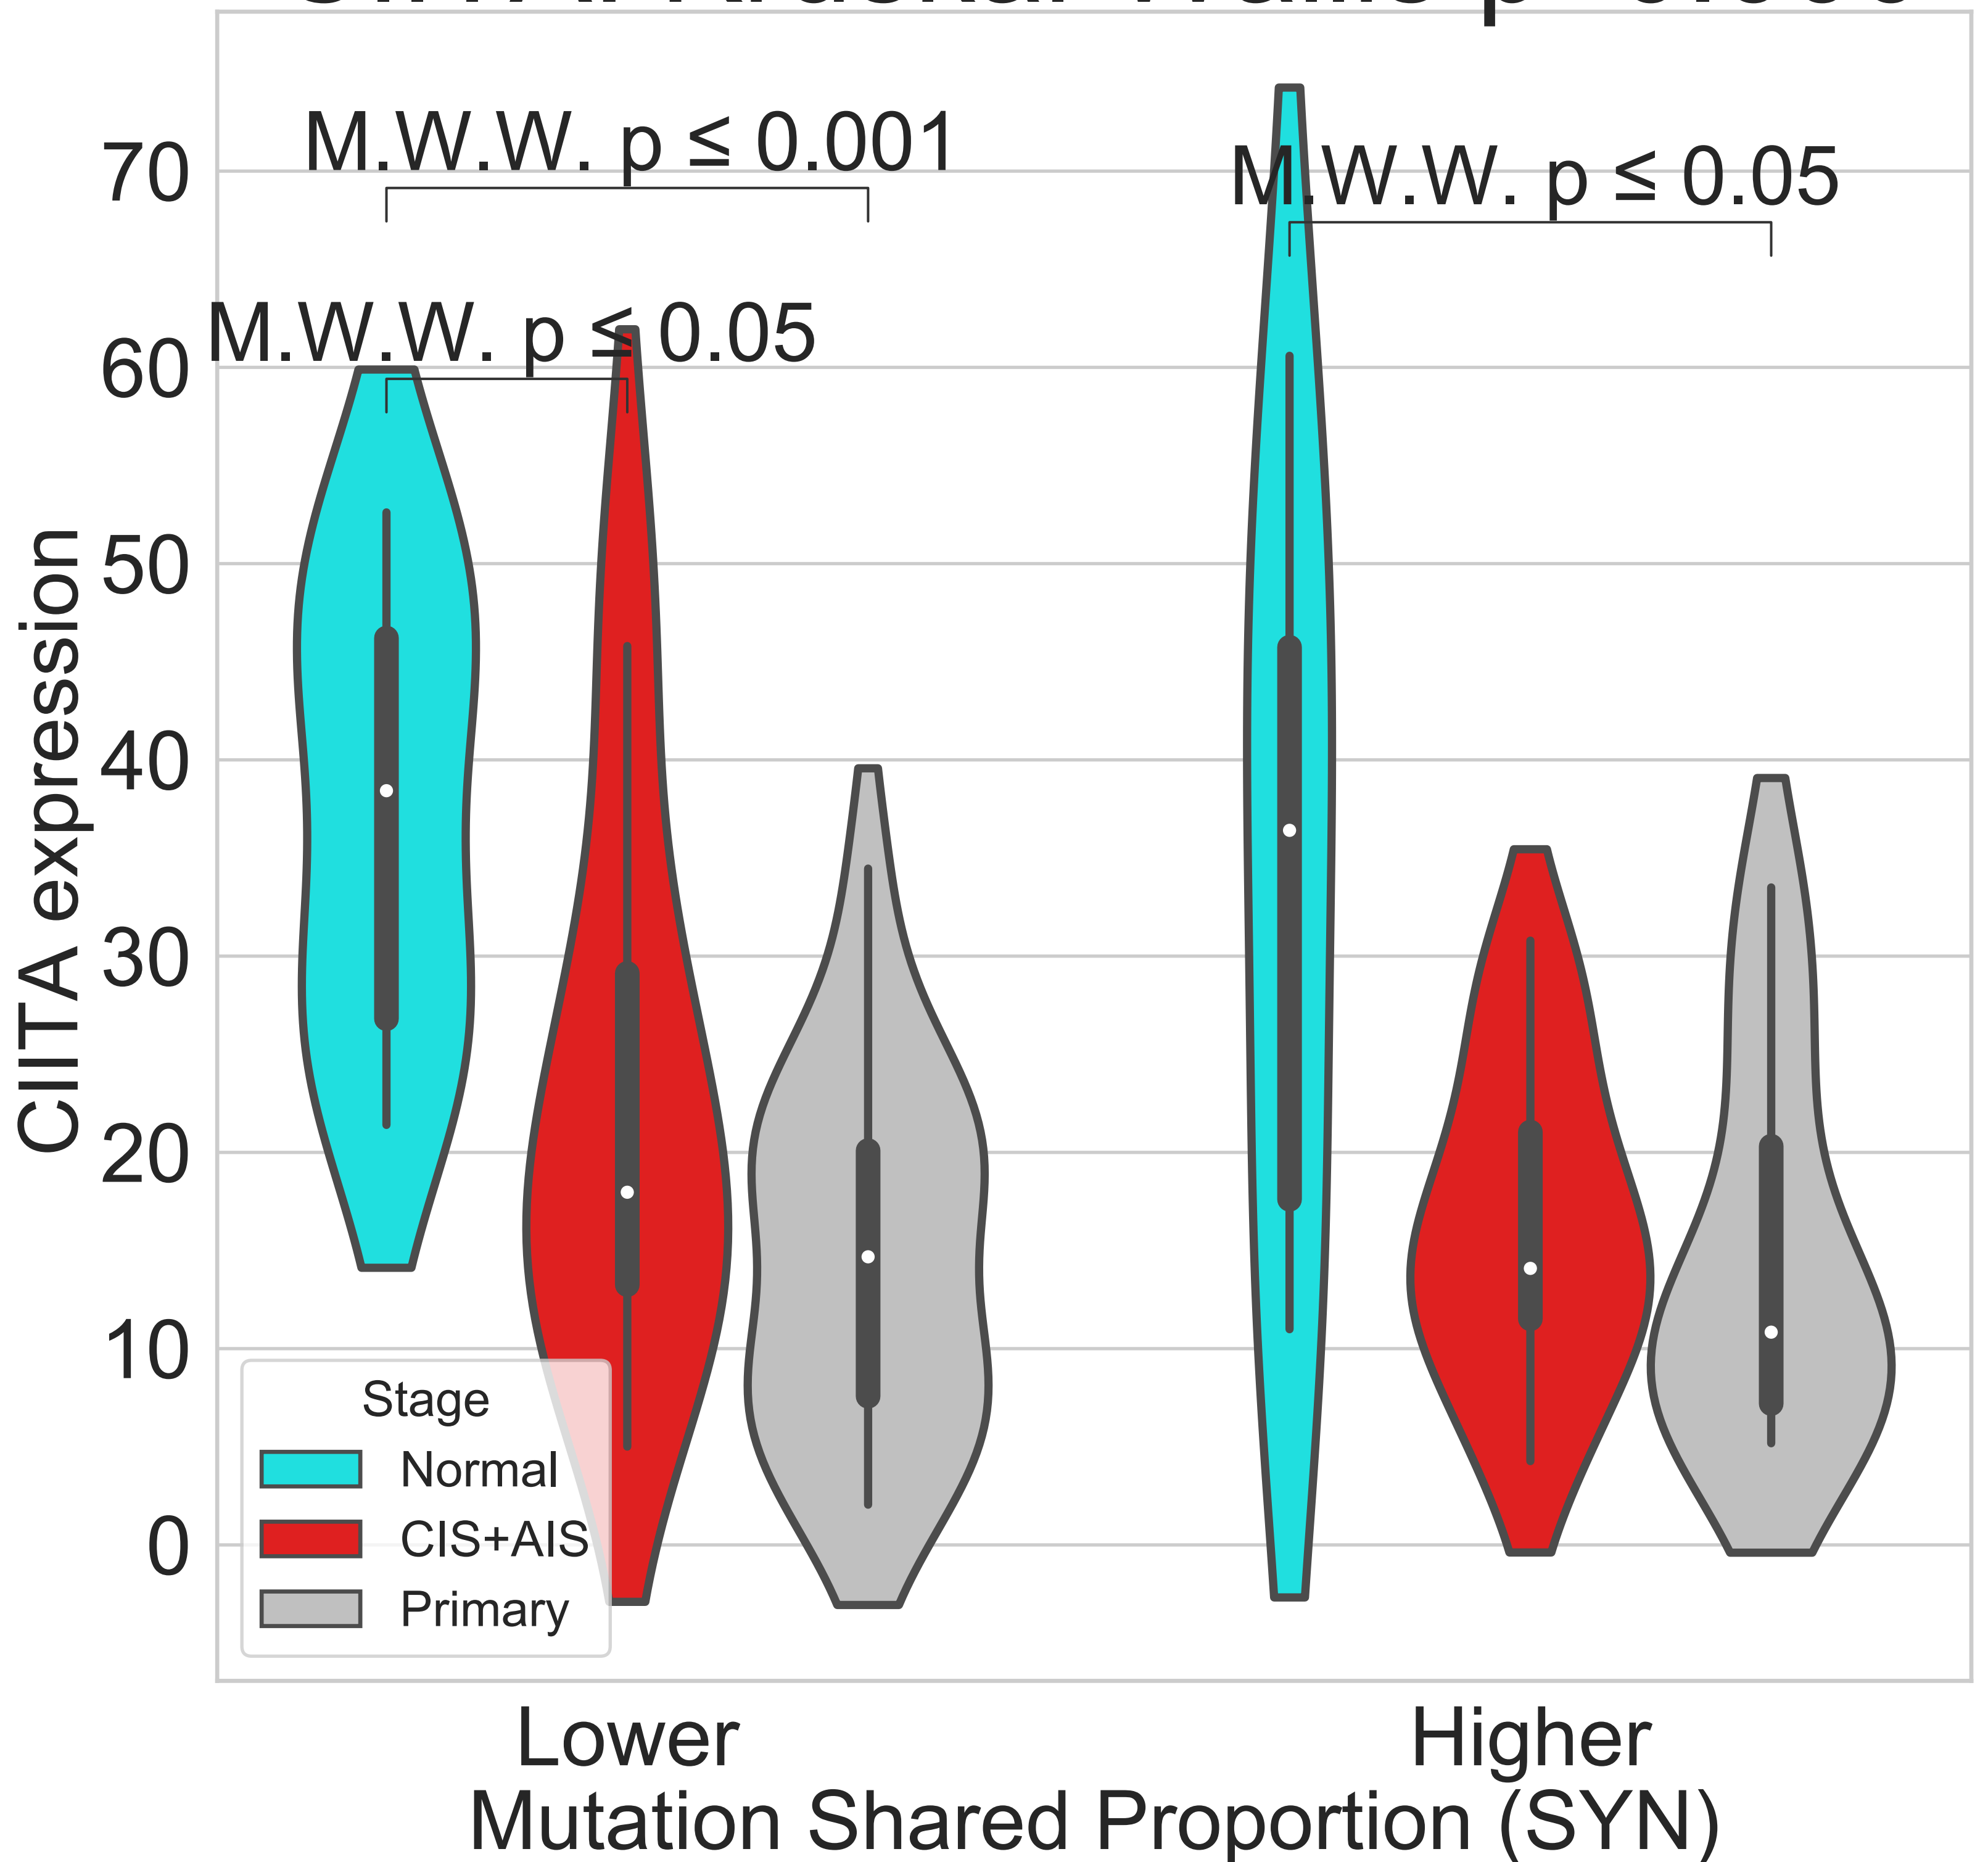 M.W.W. p ≤ 0.001
M.W.W. p ≤ 0.05
M.W.W. p ≤ 0.05
CIITA expression
70
60
50
40
30
20
10
0
Stage
Normal
CIS+AIS
Primary
Lower
Higher
Mutation Shared Proportion (SYN)